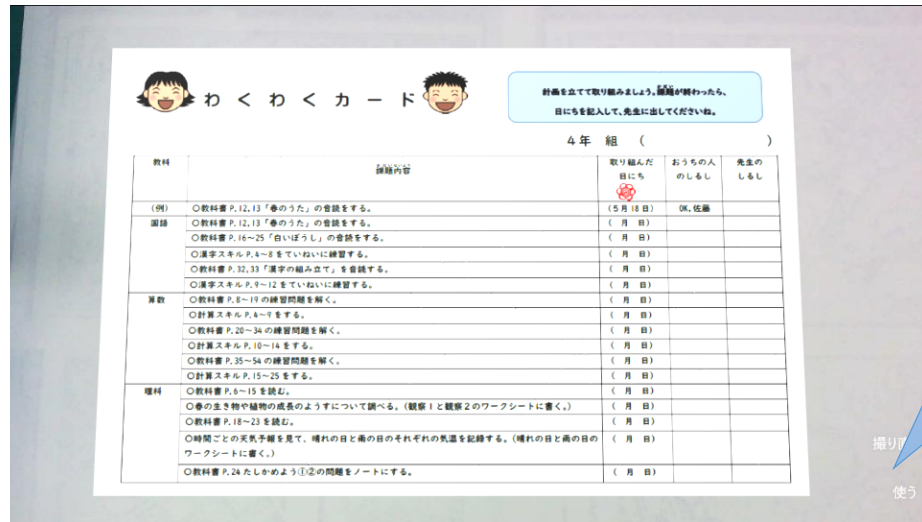 わくわくカード
計画を立てて取り組みましょう。課題が終わったら、
日にちを記入して、先生に出してくださいね。
4年 組 ( )
教科 課題内容 取り組んだ日にち おうちの人のしるし 先生のしるし
(例) ○教科書 P.12,13「春のうた」の音読をする。 (5月18日) OK,佐藤
国語 ○教科書 P.12,13「春のうた」の音読をする。 ( 月 日)
○教科書 P.16~25「白いぼうし」の音読をする。 ( 月 日)
○漢字スキル P.4~8をていねいに練習する。 ( 月 日)
○教科書 P.32,33「漢字の組み立て」を音読する。 ( 月 日)
○漢字スキル P.9~12をていねいに練習する。 ( 月 日)
算数 ○教科書 P.8~19の練習問題を解く。 ( 月 日)
○計算スキル P.4~9をする。 ( 月 日)
○教科書 P.20~34の練習問題を解く。 ( 月 日)
○計算スキル P.10~14をする。 ( 月 日)
○教科書 P.35~54の練習問題を解く。 ( 月 日)
○計算スキル P.15~25をする。 ( 月 日)
理科 ○教科書 P.6~15を読む。 ( 月 日)
○春の生き物や植物の成長のようすについて調べる。(観察1と観察2のワークシートに書く。) ( 月 日)
○教科書 P.18~23を読む。 ( 月 日)
○時間ごとの天気予報を見て、晴れの日と雨の日のそれぞれの気温を記録する。(晴れの日と雨の日の ( 月 日)
ワークシートに書く。)
○教科書 P.24 たしかめよう①②の問題をノートにする。 ( 月 日)
撮り直
使う